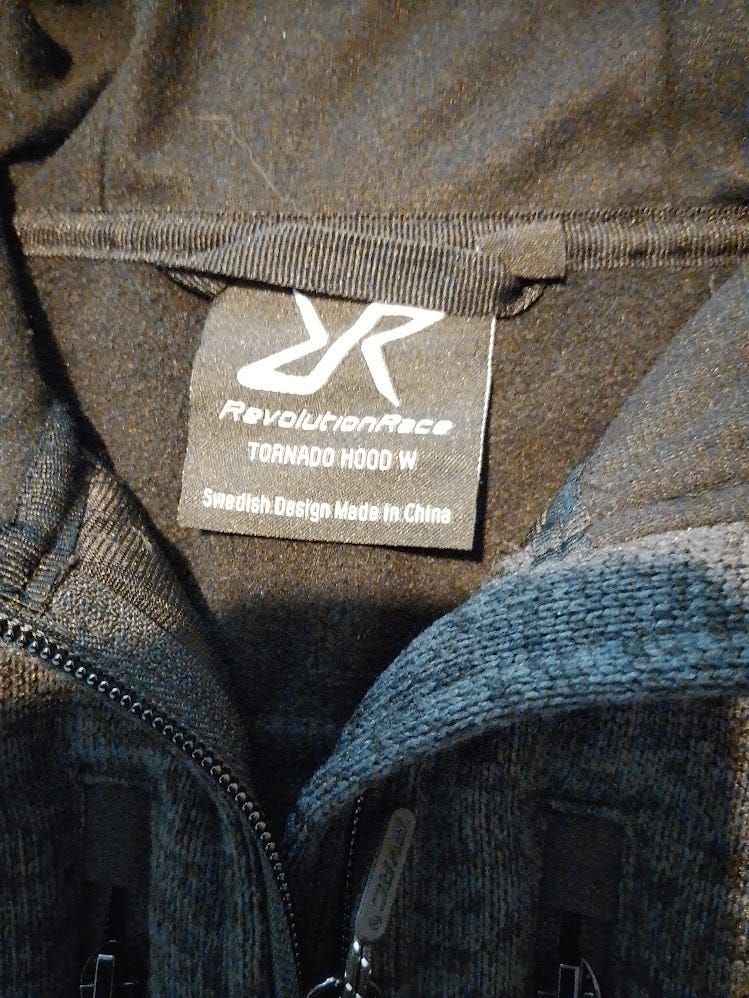 RevolutionRace
TORNADO HOOD W
Swedish Design Made in China